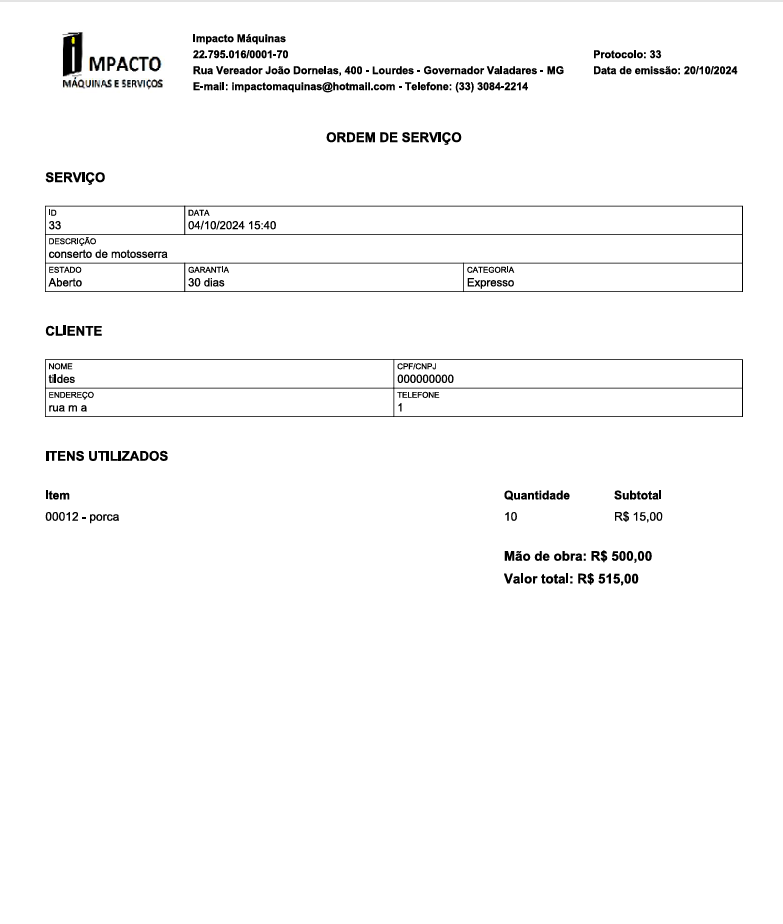 IMPACTO
MÁQUINAS E SERVIÇOS
Impacto Máquinas
22.795.016/0001-70
Rua Vereador João Dornelas, 400 - Lourdes - Governador Valadares - MG
E-mail: impactomaquinas@hotmail.com - Telefone: (33) 3084-2214
Protocolo: 33
Data de emissão: 20/10/2024
ORDEM DE SERVIÇO
SERVIÇO
ID DATA
33 04/10/2024 15:40
DESCRIÇÃO
conserto de motosserra
ESTADO GARANTIA CATEGORIA
Aberto 30 dias Expresso
CLIENTE
NOME CPF/CNPJ
tildes 000000000
ENDEREÇO TELEFONE
rua m a 1
ITENS UTILIZADOS
Item Quantidade Subtotal
00012 - porca 10 R$ 15,00
Mão de obra: R$ 500,00
Valor total: R$ 515,00